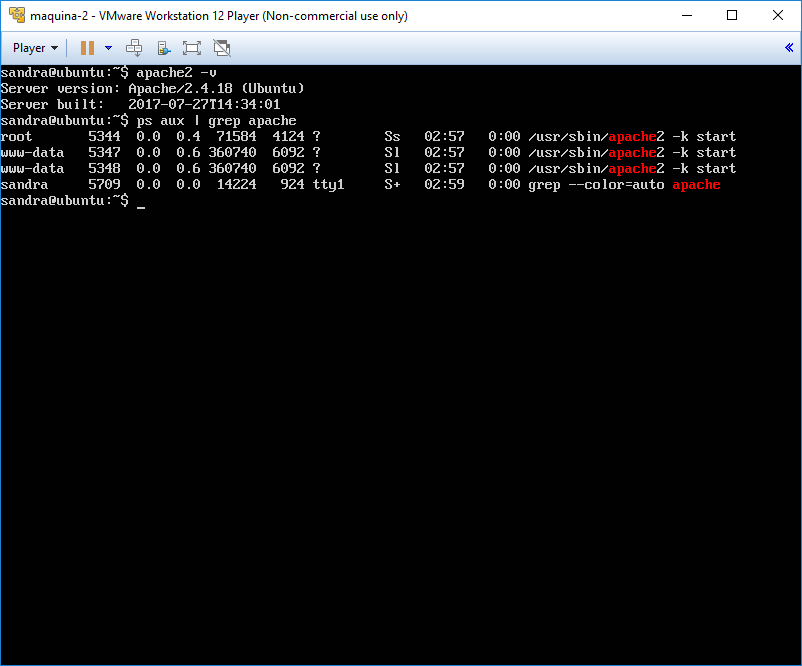 maquina-2 - VMware Workstation 12 Player (Non-commercial use only)
Player
sandra@ubuntu:~$ apache2 -v
Server version: Apache/2.4.18 (Ubuntu)
Server built:   2017-07-27T14:34:01
sandra@ubuntu:~$ ps aux | grep apache
root       5344  0.0  0.4  71584  4124 ?        Ss   02:57   0:00 /usr/sbin/apache2 -k start
www-data   5347  0.0  0.6 360740  6092 ?        Sl   02:57   0:00 /usr/sbin/apache2 -k start
www-data   5348  0.0  0.6 360740  6092 ?        Sl   02:57   0:00 /usr/sbin/apache2 -k start
sandra     5709  0.0  0.0  14224   924 tty1     S+   02:59   0:00 grep --color=auto apache
sandra@ubuntu:~$ _